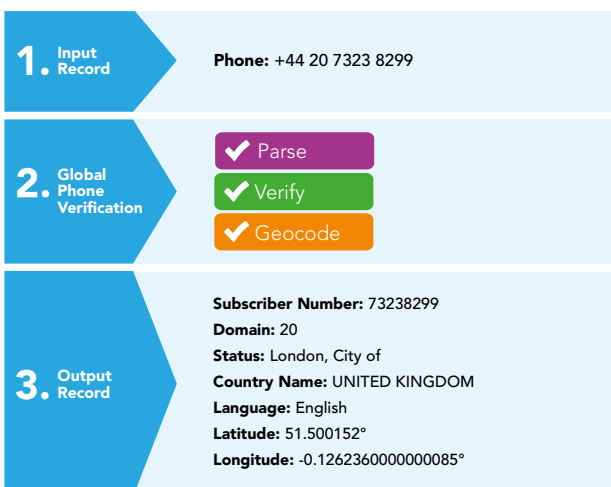 1. Input
Record
Phone: +44 20 7323 8299
2. Global
Phone
Verification
Parse
Verify
Geocode
3. Output
Record
Subscriber Number: 73238299
Domain: 20
Status: London, City of
Country Name: UNITED KINGDOM
Language: English
Latitude: 51.500152°
Longitude: -0.1262360000000085°